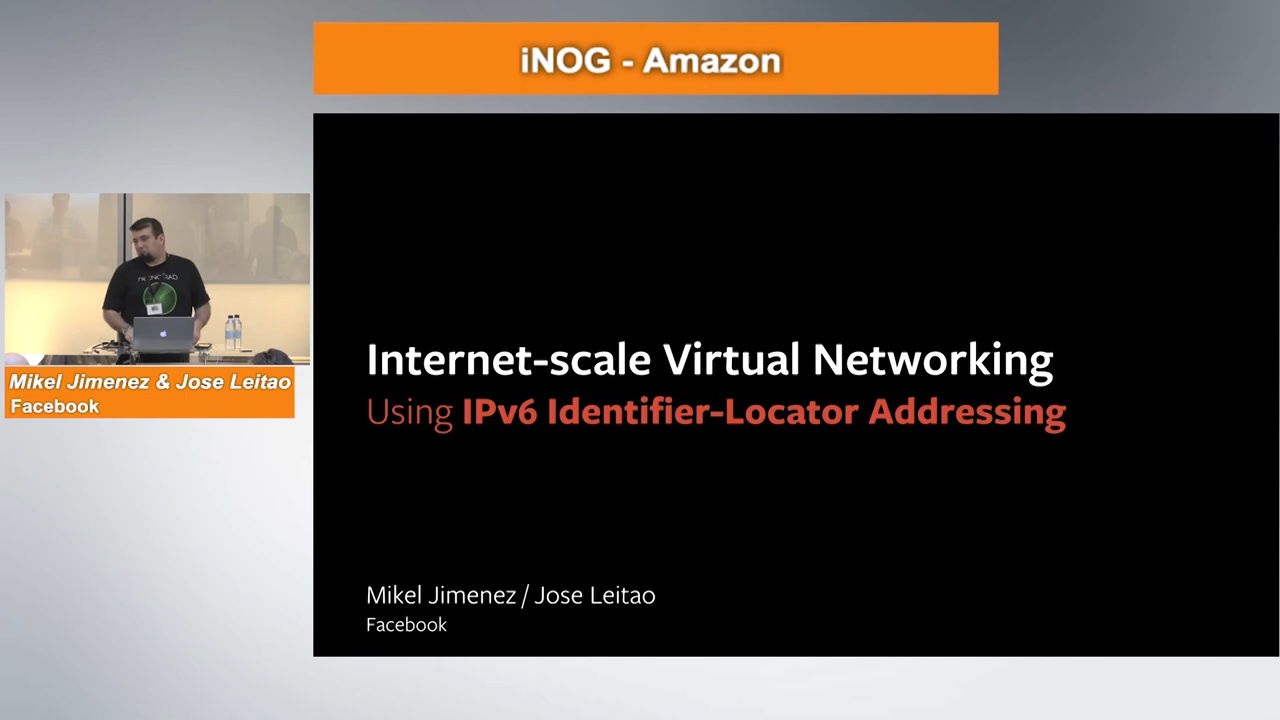 iNOG - Amazon
Internet-scale Virtual Networking
Using IPv6 Identifier-Locator Addressing
Mikel Jimenez & Jose Leitao
Facebook
Mikel Jimenez / Jose Leitao
Facebook